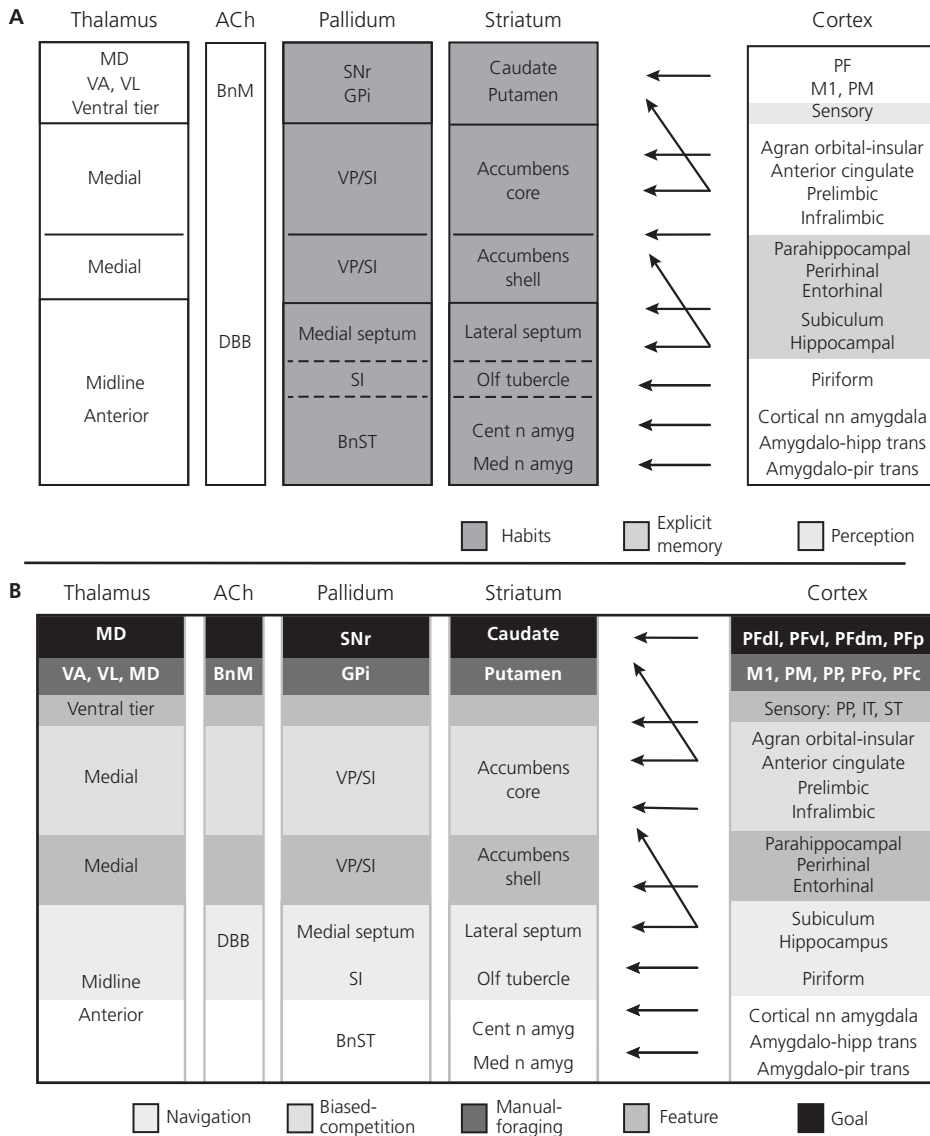 A
Thalamus
ACh
Pallidum
Striatum
Cortex
MD
VA, VL
Ventral tier
Medial
Medial
Midline
Anterior
BnM
DBB
SNr
GPi
VP/SI
VP/SI
Medial septum
SI
BnST
Caudate
Putamen
Accumbens
core
Accumbens
shell
Lateral septum
Olf tubercle
Cent n amyg
Med n amyg
PF
M1, PM
Sensory
Agran orbital-insular
Anterior cingulate
Prelimbic
Infralimbic
Parahippocampal
Perirhinal
Entorhinal
Subiculum
Hippocampal
Piriform
Cortical nn amygdala
Amygdalo-hipp trans
Amygdalo-pir trans
Habits
Explicit
memory
Perception
B
Thalamus
ACh
Pallidum
Striatum
Cortex
MD
VA, VL, MD
Ventral tier
Medial
Medial
Midline
Anterior
BnM
DBB
SNr
GPi
VP/SI
VP/SI
Medial septum
SI
BnST
Caudate
Putamen
Accumbens
core
Accumbens
shell
Lateral septum
Olf tubercle
Cent n amyg
Med n amyg
PFdl, PFvl, PFdm, PFp
M1, PM, PP, PFo, PFc
Sensory: PP, IT, ST
Agran orbital-insular
Anterior cingulate
Prelimbic
Infralimbic
Parahippocampal
Perirhinal
Entorhinal
Subiculum
Hippocampus
Piriform
Cortical nn amygdala
Amygdalo-hipp trans
Amygdalo-pir trans
Navigation
Biased-
competition
Manual-
foraging
Feature
Goal